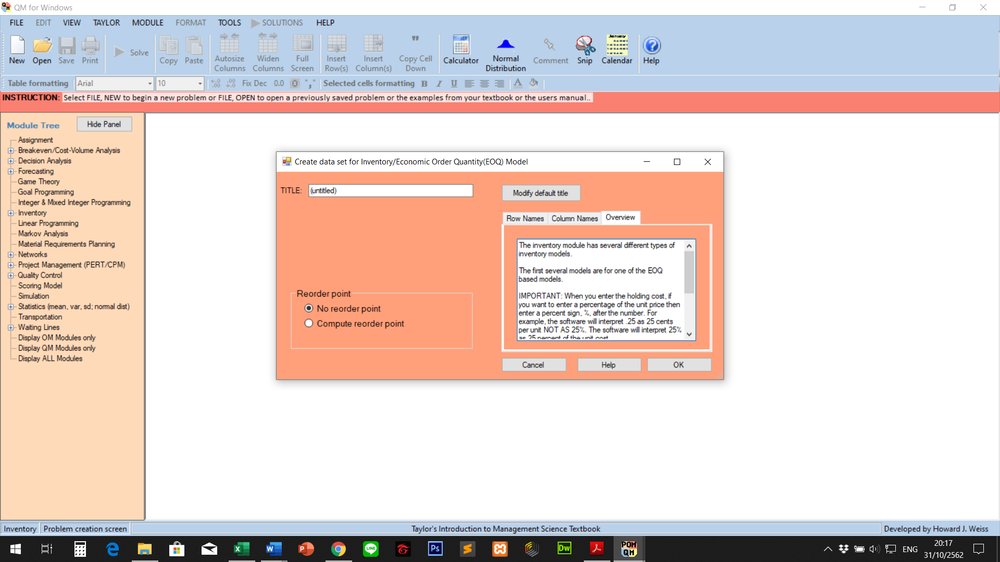 QM for Windows
FILE EDIT VIEW TAYLOR MODULE FORMAT TOOLS SOLUTIONS HELP
New Open Save Print Solve Copy Paste Autosize Columns Widen Columns Full Screen Insert Row(s) Insert Column(s) Copy Cell Down Calculator Normal Distribution Comment Snip Calendar Help
Table formatting Arial 10 Fix Dec 0.0 Selected cells formatting B I U A
INSTRUCTION: Select FILE, NEW to begin a new problem or FILE, OPEN to open a previously saved problem or the examples from your textbook or the users manual..
Module Tree Hide Panel
Assignment
Breakeven/Cost-Volume Analysis
Decision Analysis
Forecasting
Game Theory
Goal Programming
Integer & Mixed Integer Programming
Inventory
Linear Programming
Markov Analysis
Material Requirements Planning
Networks
Project Management (PERT/CPM)
Quality Control
Scoring Model
Simulation
Statistics (mean, var, sd; normal dist)
Transportation
Waiting Lines
Display OM Modules only
Display QM Modules only
Display ALL Modules
Create data set for Inventory/Economic Order Quantity(EOQ) Model
TITLE: (untitled)
Modify default title
Row Names Column Names Overview
The inventory module has several different types of
inventory models.
The first several models are for one of the EOQ
based models.
IMPORTANT: When you enter the holding cost, if
you want to enter a percentage of the unit price then
enter a percent sign, %, after the number. For
example, the software will interpret .25 as 25 cents
per unit NOT AS 25%. The software will interpret 25%
as 25 percent of the unit cost
Reorder point
No reorder point
Compute reorder point
Cancel Help OK
Inventory Problem creation screen Taylor's Introduction to Management Science Textbook Developed by Howard J. Weiss
LINE Ps Dw POM QM
ENG
20:17
31/10/2562